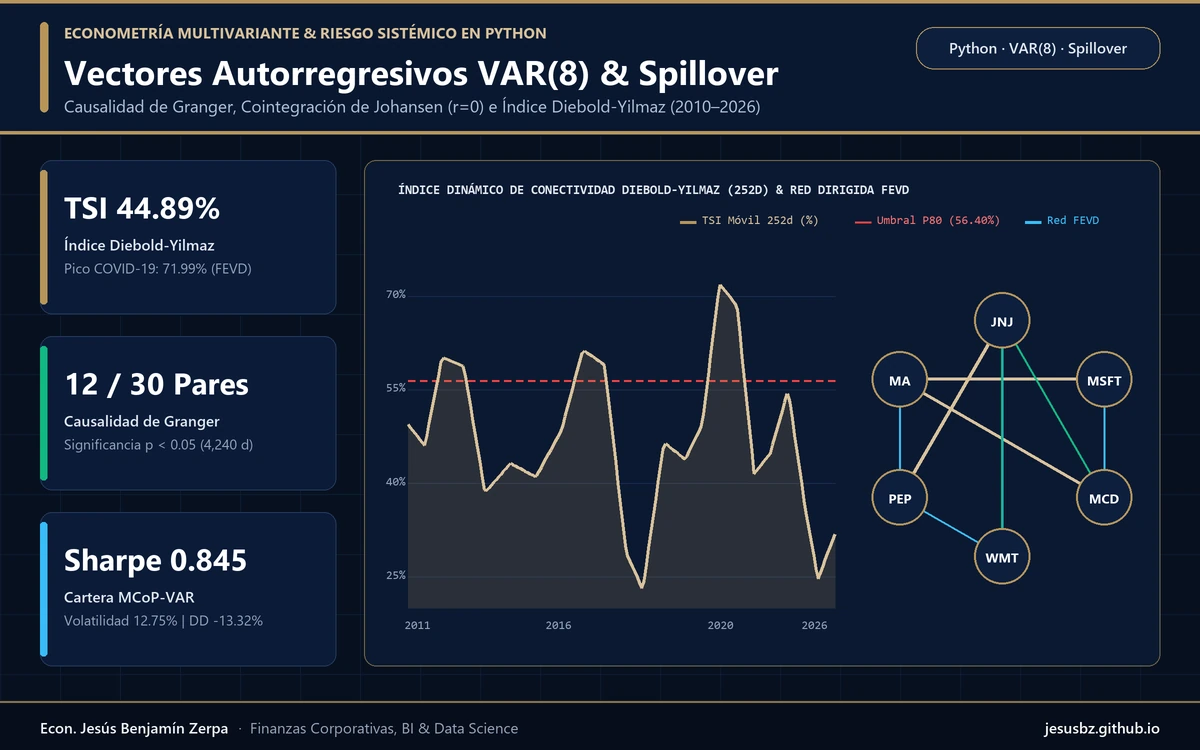 ECONOMETRÍA MULTIVARIANTE & RIESGO SISTÉMICO EN PYTHON
Vectores Autorregresivos VAR(8) & Spillover
Causalidad de Granger, Cointegración de Johansen (r=0) e Índice Diebold-Yilmaz (2010–2026)
Python · VAR(8) · Spillover
TSI 44.89%
Índice Diebold-Yilmaz
Pico COVID-19: 71.99% (FEVD)
12 / 30 Pares
Causalidad de Granger
Significancia p < 0.05 (4,240 d)
Sharpe 0.845
Cartera MCoP-VAR
Volatilidad 12.75% | DD -13.32%
ÍNDICE DINÁMICO DE CONECTIVIDAD DIEBOLD-YILMAZ (252D) & RED DIRIGIDA FEVD
TSI Móvil 252d (%)
Umbral P80 (56.40%)
Red FEVD
70%
55%
40%
25%
2011
2016
2020
2026
JNJ
MA
MSFT
PEP
MCD
WMT
Econ. Jesús Benjamín Zerpa · Finanzas Corporativas, BI & Data Science
jesusbz.github.io